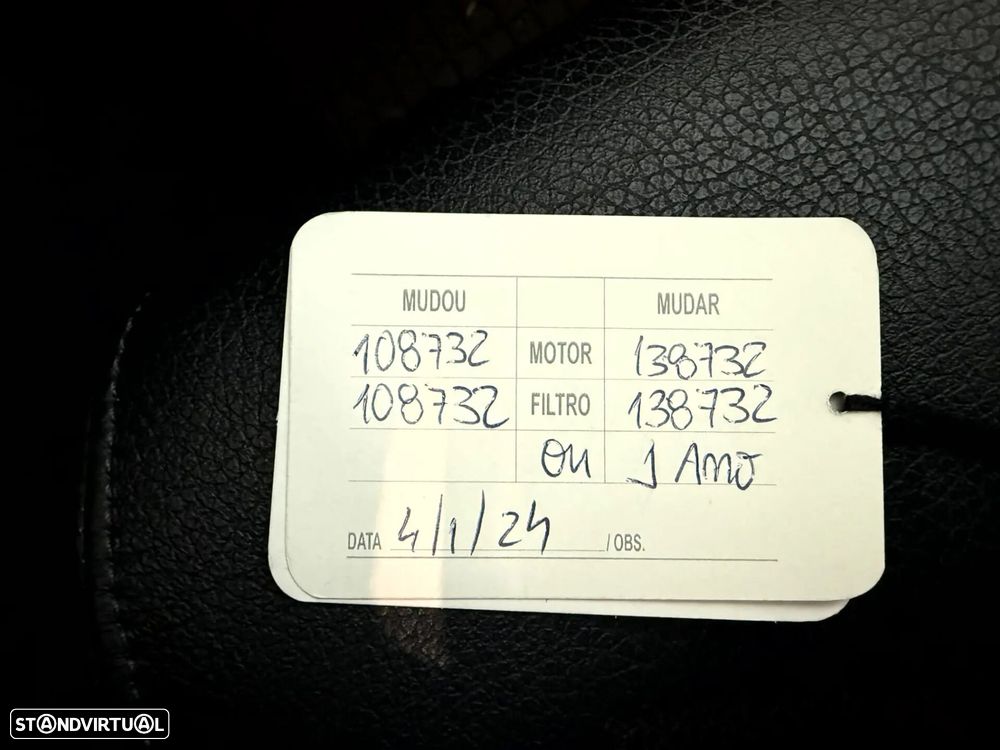 MUDOU MUDAR
108732 MOTOR 138732
108732 FILTRO 138732
ou 1 Ano
DATA 4/1/24 / OBS.
STANDVIRTUAL